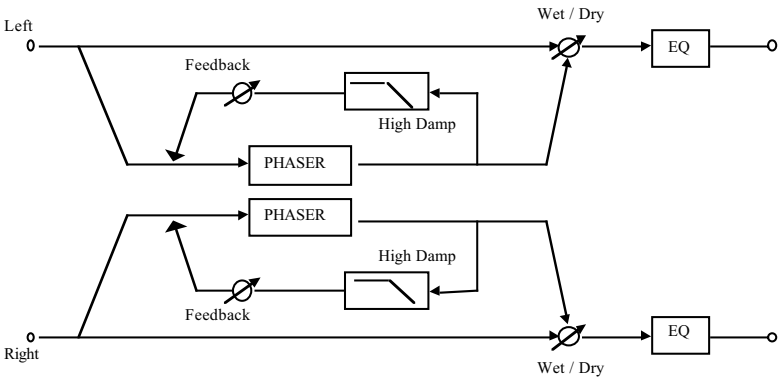 Wet / Dry
Left
EQ
Feedback
High Damp
PHASER
PHASER
High Damp
Feedback
EQ
Right
Wet / Dry